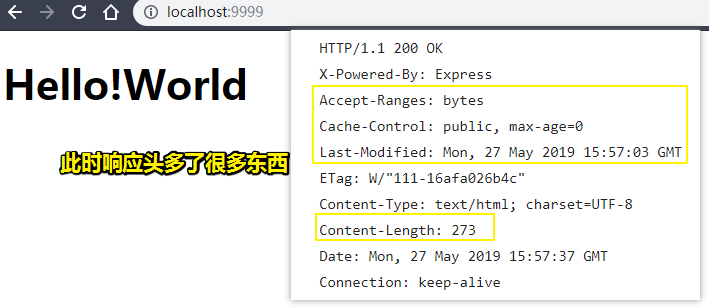 localhost:9999
Hello!World
此时响应头多了很多东西
HTTP/1.1 200 OK
X-Powered-By: Express
Accept-Ranges: bytes
Cache-Control: public, max-age=0
Last-Modified: Mon, 27 May 2019 15:57:03 GMT
ETag: W/"111-16afa026b4c"
Content-Type: text/html; charset=UTF-8
Content-Length: 273
Date: Mon, 27 May 2019 15:57:37 GMT
Connection: keep-alive